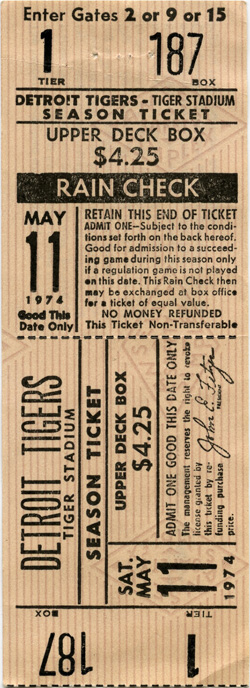 Enter Gates 2 or 9 or 15
1 187
TIER BOX
DETROIT TIGERS - TIGER STADIUM
SEASON TICKET
UPPER DECK BOX
$4.25
RAIN CHECK
MAY
11
1974
Good This
Date Only
RETAIN THIS END OF TICKET
ADMIT ONE—Subject to the condi-
tions set forth on the back hereof.
Good for admission to a succeed-
ing game during this season only
if a regulation game is not played
on this date. This Rain Check then
may be exchanged at box office
for a ticket of equal value.
NO MONEY REFUNDED
This Ticket Non-Transferable
DETROIT TIGERS
TIGER STADIUM
SEASON TICKET
UPPER DECK BOX
$4.25
ADMIT ONE GOOD THIS DATE ONLY
The management reserves the right to revoke
license granted by
this ticket by re-
funding purchase
price.
John E. Fetzer
PRESIDENT
SAT.
MAY
11
1974
BOX TIER
187 1